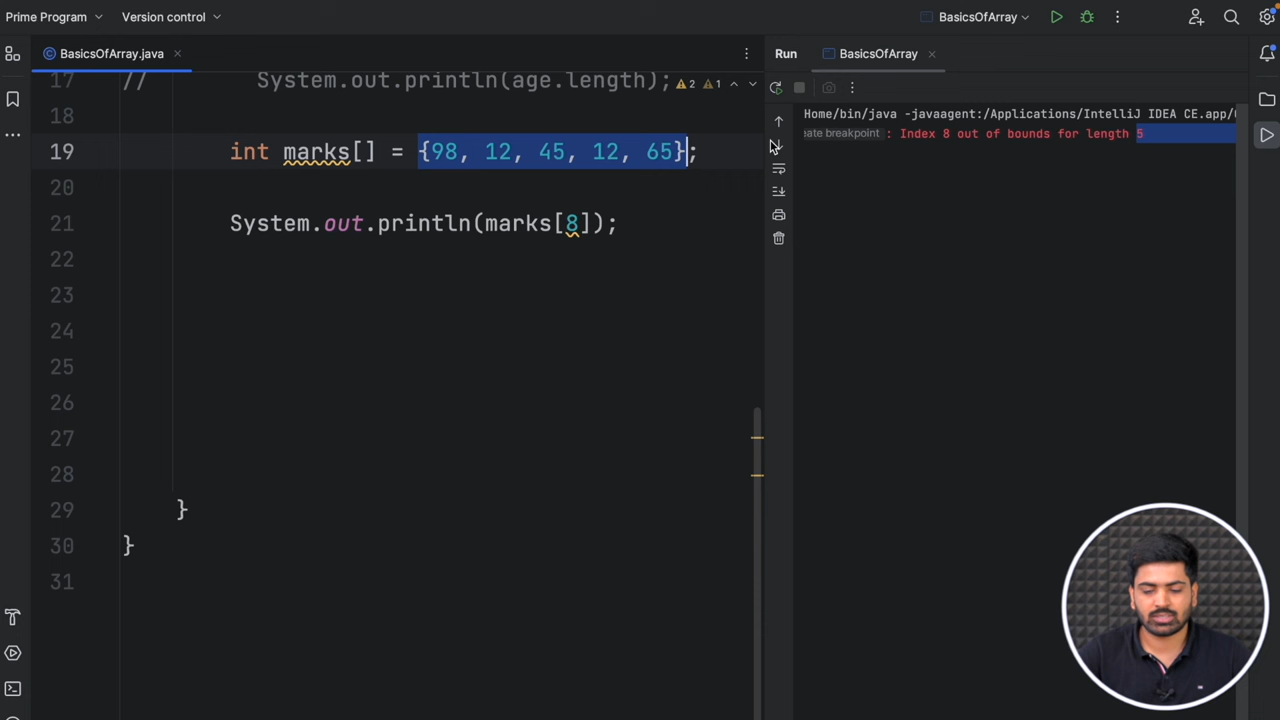 Prime Program Version control BasicsOfArray
BasicsOfArray.java Run BasicsOfArray
17 // System.out.println(age.length); 2 1
18
19 int marks[] = {98, 12, 45, 12, 65};
20
21 System.out.println(marks[8]);
22
23
24
25
26
27
28
29 }
30 }
31
Home/bin/java -javaagent:/Applications/IntelliJ IDEA CE.app/
eate breakpoint : Index 8 out of bounds for length 5